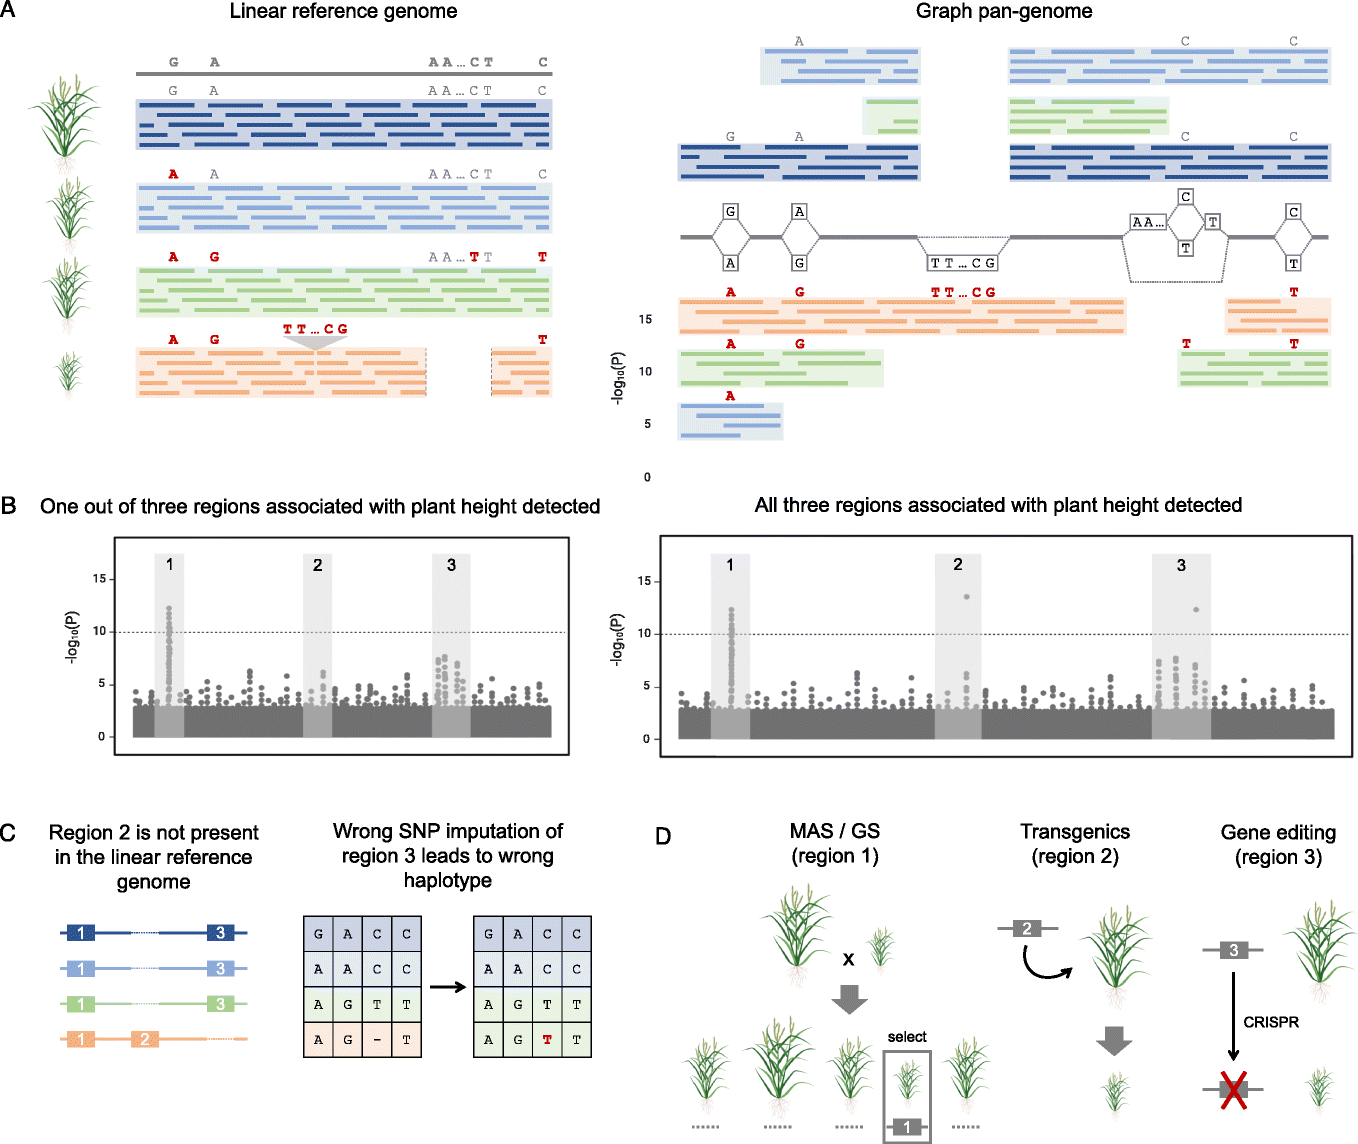 A
Linear reference genome
G A AA…CT C
G A AA…CT C
A A AA…CT C
A G AA…TT T
TT…CG
A G T
Graph pan-genome
A C C
G A C C
G A C C
AA… T
A G TT…CG T T
A G TT…CG T
A G T T
A
15
10
5
0
-log10(P)
B
One out of three regions associated with plant height detected
1 2 3
15
10
5
0
-log10(P)
All three regions associated with plant height detected
1 2 3
15
10
5
0
-log10(P)
C
Region 2 is not present
in the linear reference
genome
1 3
1 3
1 3
1 2
Wrong SNP imputation of
region 3 leads to wrong
haplotype
G A C C
A A C C
A G T T
A G – T
G A C C
A A C C
A G T T
A G T T
D
MAS / GS
(region 1)
x
select
1
Transgenics
(region 2)
2
Gene editing
(region 3)
3
CRISPR